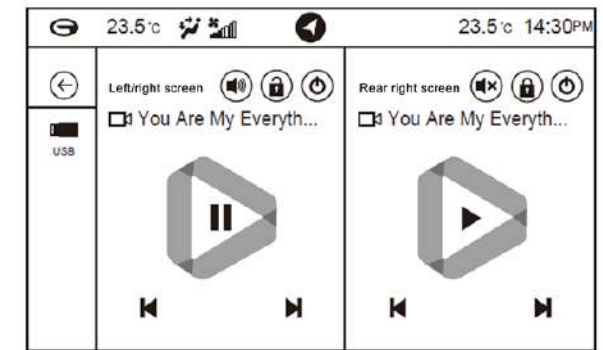 23.5°c 23.5°c 14:30PM
Left/right screen
You Are My Everyth...
USB
Rear right screen
You Are My Everyth...